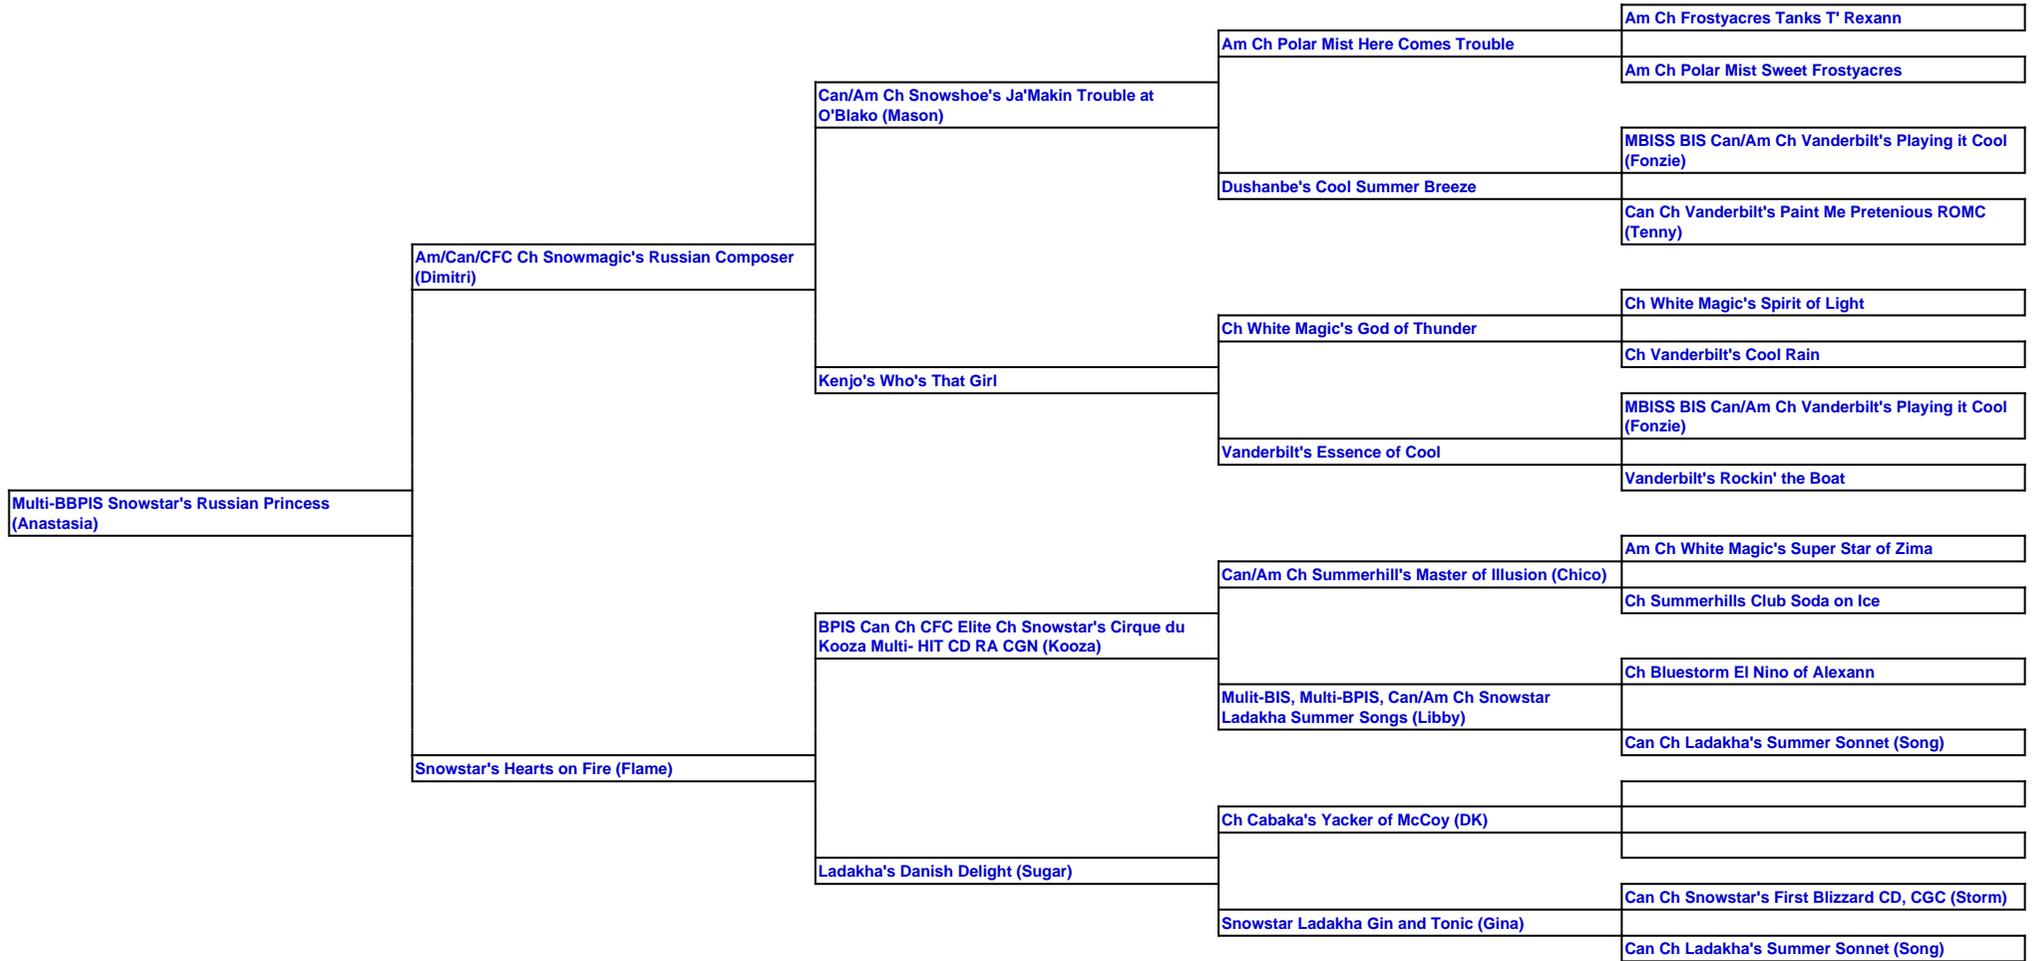 Am Ch Frostyacres Tanks T' Rexann
Am Ch Polar Mist Here Comes Trouble
Am Ch Polar Mist Sweet Frostyacres
Can/Am Ch Snowshoe's Ja'Makin Trouble at
O'Blako (Mason)
MBISS BIS Can/Am Ch Vanderbilt's Playing it Cool
(Fonzie)
Dushanbe's Cool Summer Breeze
Can Ch Vanderbilt's Paint Me Pretenious ROMC
(Tenny)
Am/Can/CFC Ch Snowmagic's Russian Composer
(Dimitri)
Ch White Magic's Spirit of Light
Ch White Magic's God of Thunder
Ch Vanderbilt's Cool Rain
Kenjo's Who's That Girl
MBISS BIS Can/Am Ch Vanderbilt's Playing it Cool
(Fonzie)
Vanderbilt's Essence of Cool
Vanderbilt's Rockin' the Boat
Multi-BBPIS Snowstar's Russian Princess
(Anastasia)
Am Ch White Magic's Super Star of Zima
Can/Am Ch Summerhill's Master of Illusion (Chico)
Ch Summerhills Club Soda on Ice
BPIS Can Ch CFC Elite Ch Snowstar's Cirque du
Kooza Multi- HIT CD RA CGN (Kooza)
Ch Bluestorm El Nino of Alexann
Mulit-BIS, Multi-BPIS, Can/Am Ch Snowstar
Ladakha Summer Songs (Libby)
Can Ch Ladakha's Summer Sonnet (Song)
Snowstar's Hearts on Fire (Flame)
Ch Cabaka's Yacker of McCoy (DK)
Ladakha's Danish Delight (Sugar)
Can Ch Snowstar's First Blizzard CD, CGC (Storm)
Snowstar Ladakha Gin and Tonic (Gina)
Can Ch Ladakha's Summer Sonnet (Song)